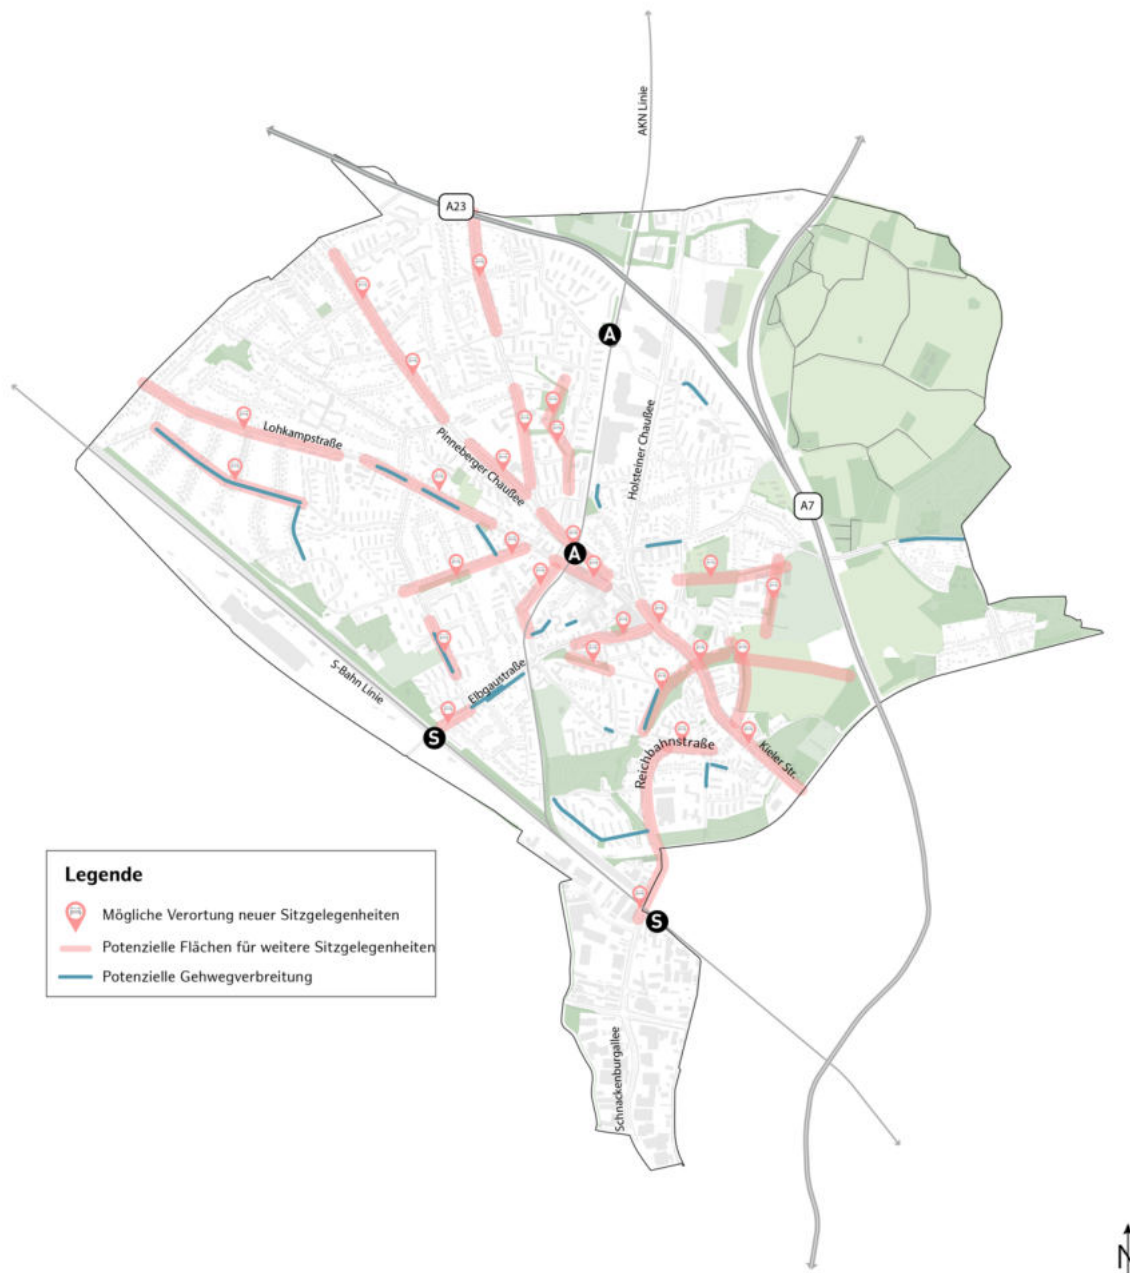 AKN Linie
A23
A
Lohkampstraße
Pinneberger Chaußee
Holsteiner Chaußee
A7
A
S-Bahn Linie
Elbgaustraße
S
Reichbahnstraße
Kieler Str.
Legende
Mögliche Verortung neuer Sitzgelegenheiten
Potenzielle Flächen für weitere Sitzgelegenheiten
Potenzielle Gehwegverbreitung
S
Schnackenburgallee
N